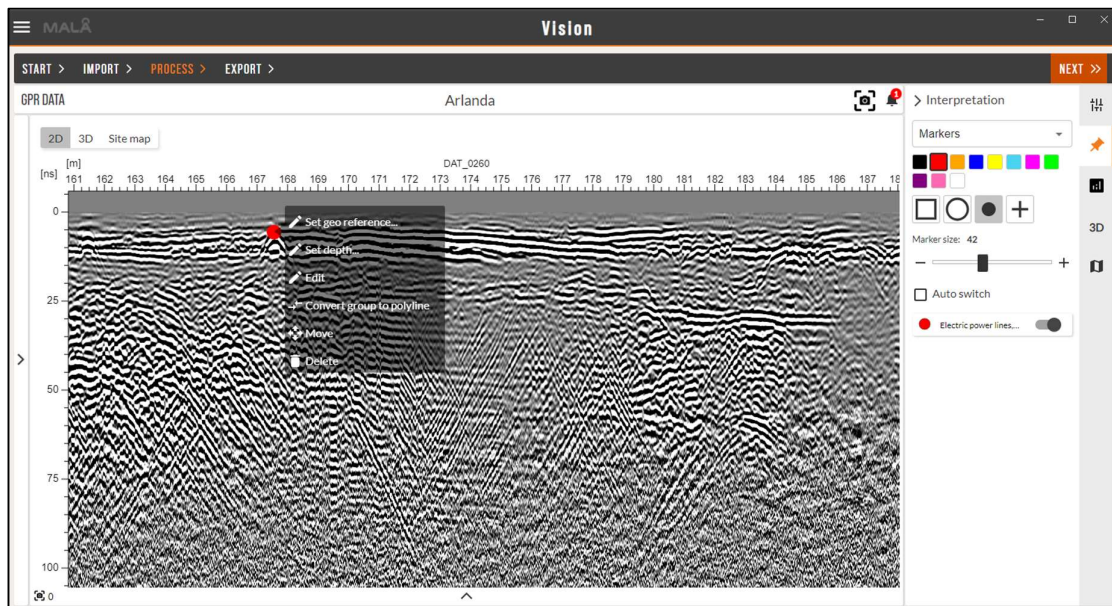 MALÅ
Vision
START > IMPORT > PROCESS > EXPORT >
NEXT >>
GPR DATA
Arlanda
1
> Interpretation
2D 3D Site map
Markers
[m]
DAT_0260
[ns]
161 162 163 164 165 166 167 168 169 170 171 172 173 174 175 176 177 178 179 180 181 182 183 184 185 186 187 18
0
25
50
75
100
Set geo reference...
Set depth...
Edit
Convert group to polyline
Move
Delete
Marker size: 42
Auto switch
Electric power lines,...
3D
0